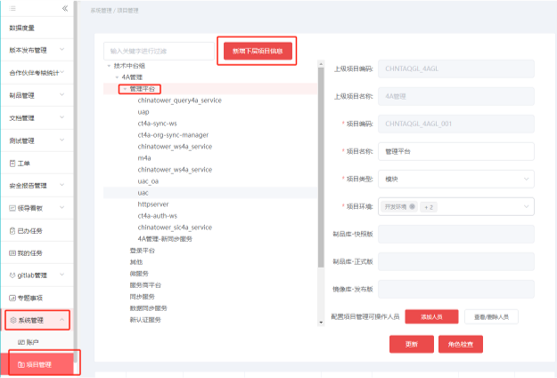 系统管理 / 项目管理
数据度量
版本发布管理
合作伙伴考核统计
制品管理
文档管理
测试管理
工单
安全报告管理
领导看板
已办任务
我的任务
gitlab管理
专题事项
系统管理
账户
项目管理
输入关键字进行过滤
新增下层项目信息
技术中台组
4A管理
管理平台
chinatower_query4a_service
uap
ct4a-sync-ws
ct4a-org-sync-manager
chinatower_ws4a_service
m4a
chinatower_ws4a_service
uac_oa
uac
httpserver
ct4a-auth-ws
chinatower_slc4a_service
4A管理-新同步服务
登录平台
其他
微服务
服务同平台
同步服务
数据同步服务
新认证服务
上级项目编码: CHNTAQGL_4AGL
上级项目名称: 4A管理
* 项目编码: CHNTAQGL_4AGL_001
* 项目名称: 管理平台
* 项目类型: 模块
* 项目环境: 开发环境 + 2
制品库-快照版
制品库-正式版
镜像库-发布版
配置项目管理可操作人员 添加人员 查看/删除人员
更新 角色检查